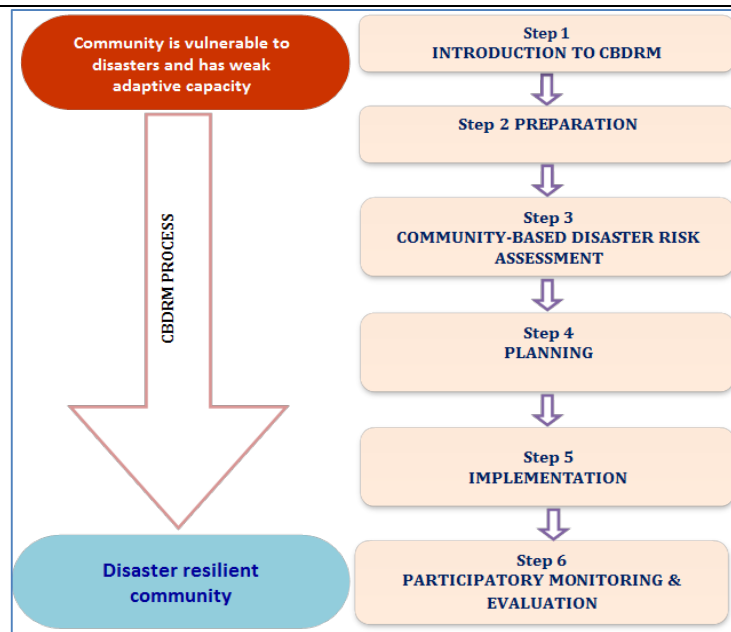 Community is vulnerable to
disasters and has weak
adaptive capacity
CBDRM PROCESS
Disaster resilient
community
Step 1
INTRODUCTION TO CBDRM
Step 2 PREPARATION
Step 3
COMMUNITY-BASED DISASTER RISK
ASSESSMENT
Step 4
PLANNING
Step 5
IMPLEMENTATION
Step 6
PARTICIPATORY MONITORING &
EVALUATION